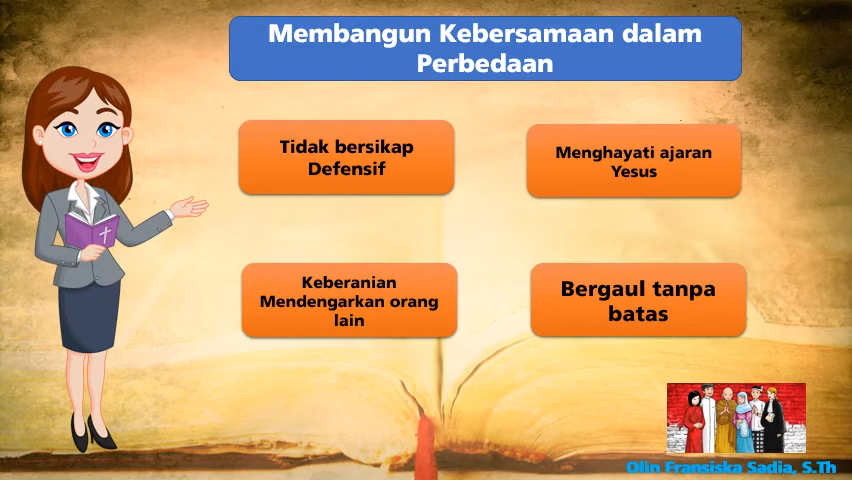 Membangun Kebersamaan dalam
Perbedaan
Tidak bersikap
Defensif
Menghayati ajaran
Yesus
Keberanian
Mendengarkan orang
lain
Bergaul tanpa
batas
Olin Fransiska Sadia, S.Th